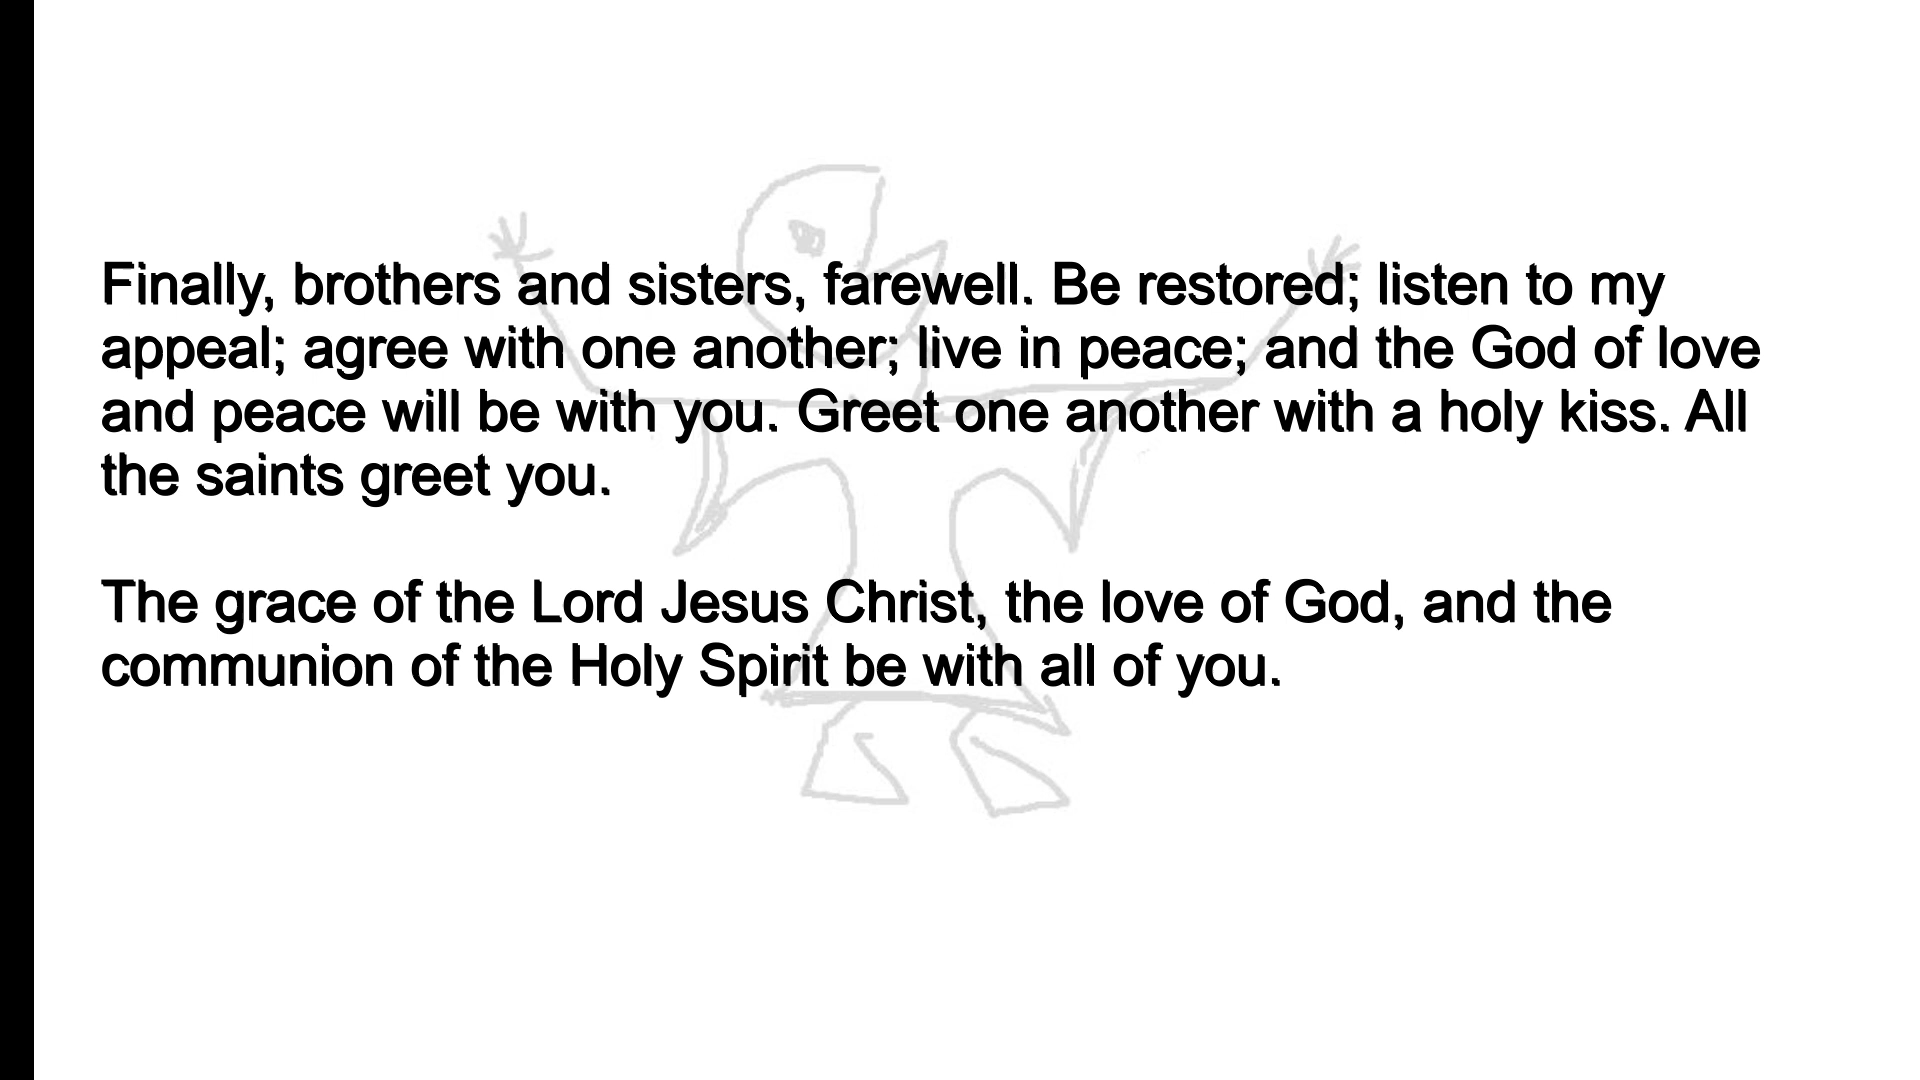 Finally, brothers and sisters, farewell. Be restored; listen to my
appeal; agree with one another; live in peace; and the God of love
and peace will be with you. Greet one another with a holy kiss. All
the saints greet you.
The grace of the Lord Jesus Christ, the love of God, and the
communion of the Holy Spirit be with all of you.